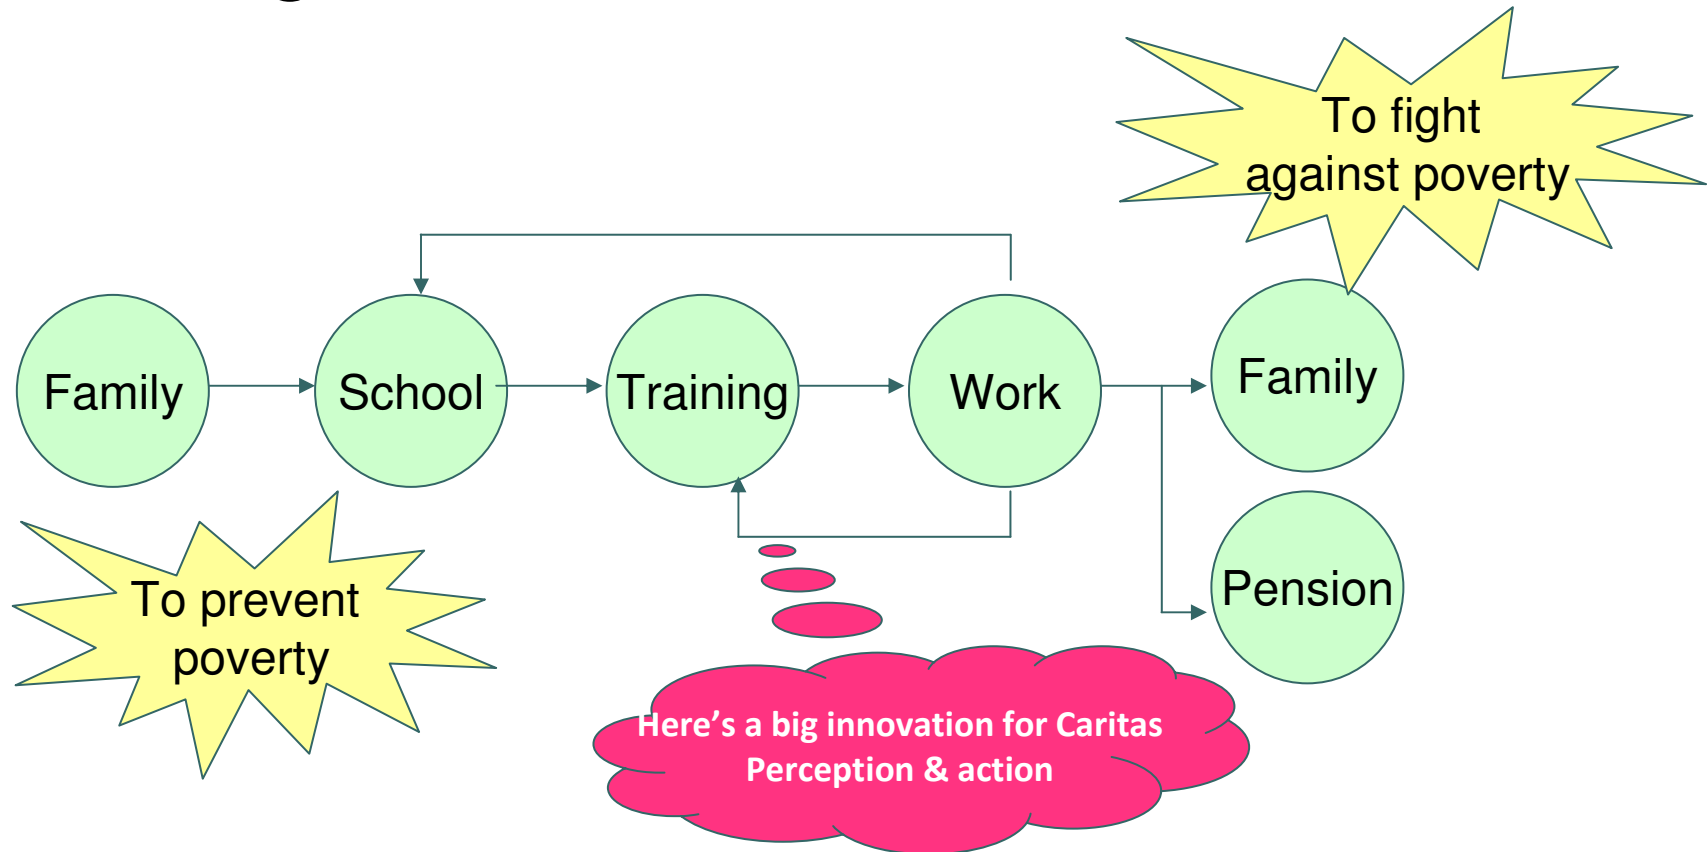 To fight
against poverty
Family
School
Training
Work
Family
Pension
To prevent
poverty
Here’s a big innovation for Caritas
Perception & action